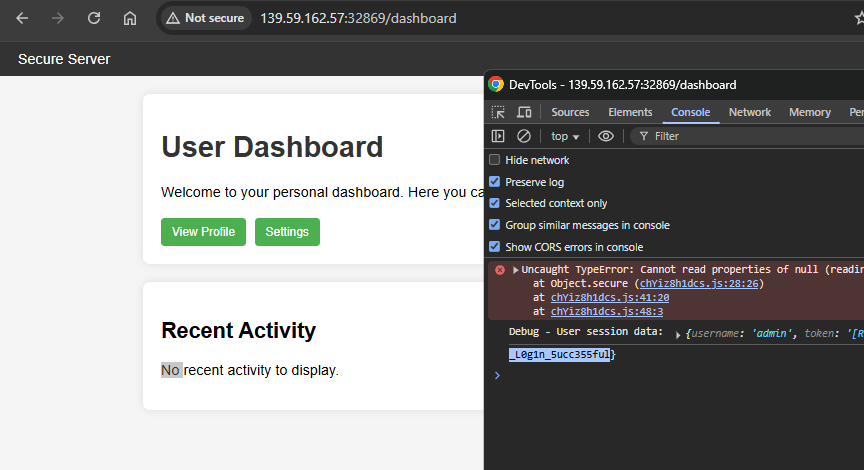 Not secure 139.59.162.57:32869/dashboard
Secure Server
User Dashboard
Welcome to your personal dashboard. Here you ca
View Profile Settings
Recent Activity
No recent activity to display.
DevTools - 139.59.162.57:32869/dashboard
Sources Elements Console Network Memory Per
top Filter
Hide network
Preserve log
Selected context only
Group similar messages in console
Show CORS errors in console
Uncaught TypeError: Cannot read properties of null (readin
at Object.secure (chYiz8h1dcs.js:28:26)
at chYiz8h1dcs.js:41:20
at chYiz8h1dcs.js:48:3
Debug - User session data: {username: 'admin', token: '[R
_L0g1n_5ucc355ful}